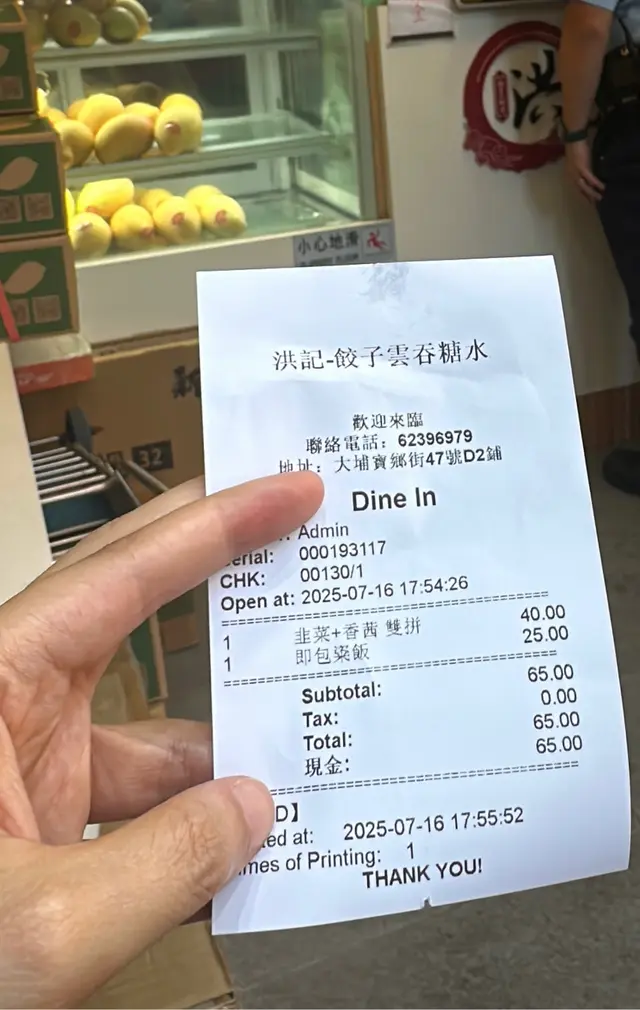 洪
小心地滑
32
洪記-餃子雲吞糖水
歡迎來臨
聯絡電話: 62396979
地址: 大埔寶鄉街47號D2鋪
Dine In
Admin
erial: 000193117
CHK: 00130/1
Open at: 2025-07-16 17:54:26
1 韭菜+香茜 雙拼 40.00
1 即包粢飯 25.00
Subtotal: 65.00
Tax: 0.00
Total: 65.00
現金: 65.00
D】
ed at: 2025-07-16 17:55:52
mes of Printing: 1
THANK YOU!